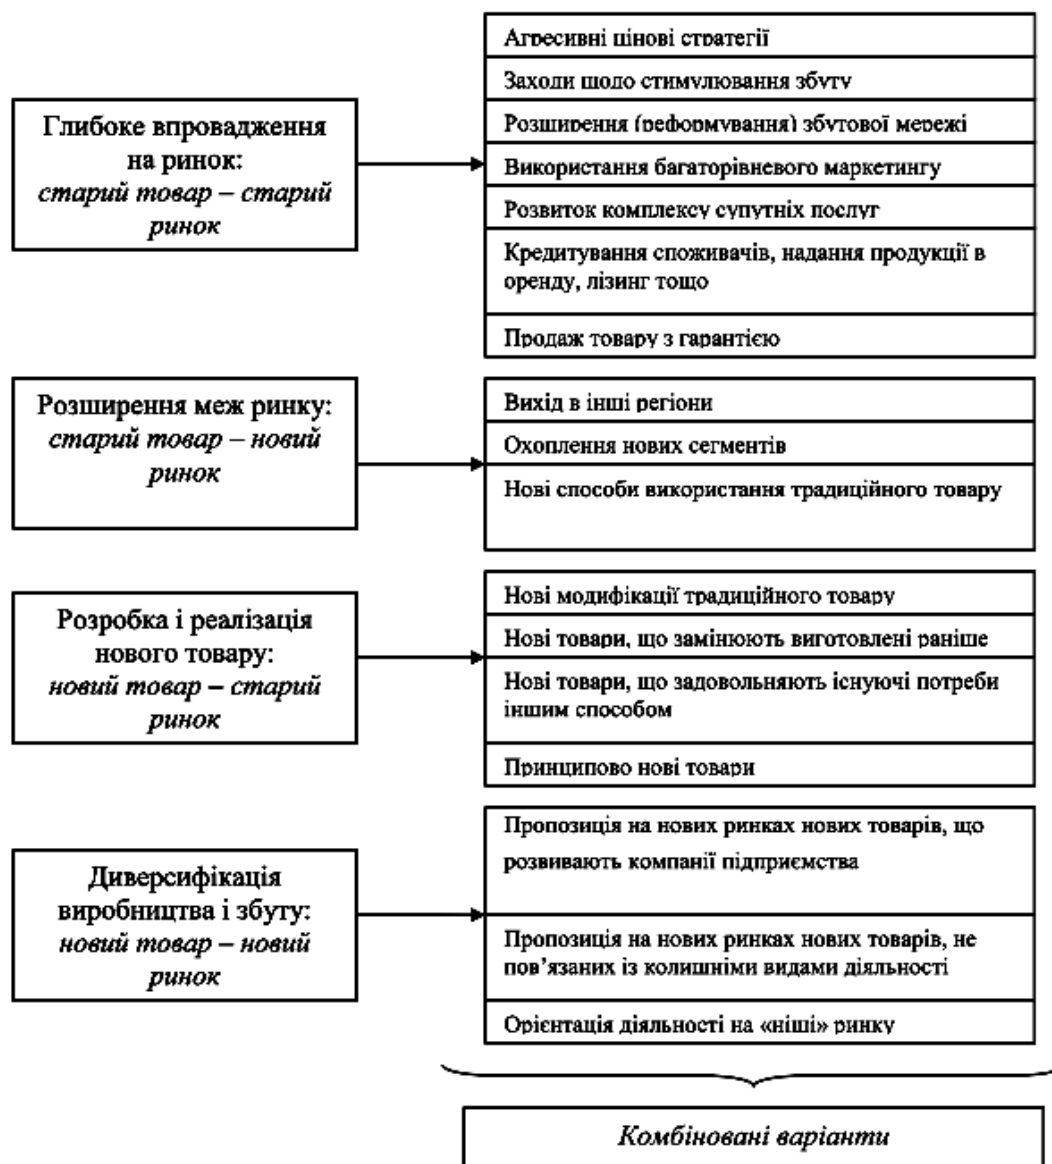 Глибоке впровадження
на ринок:
старий товар – старий
ринок
Агресивні цінові стратегії
Заходи щодо стимулювання збуту
Розширення (реформування) збутової мережі
Використання багаторівневого маркетингу
Розвиток комплексу супутніх послуг
Кредитування споживачів, надання продукції в
оренду, лізинг тощо
Продаж товару з гарантією
Розширення меж ринку:
старий товар – новий
ринок
Вихід в інші регіони
Охоплення нових сегментів
Нові способи використання традиційного товару
Розробка і реалізація
нового товару:
новий товар – старий
ринок
Нові модифікації традиційного товару
Нові товари, що замінюють виготовлені раніше
Нові товари, що задовольняють існуючі потреби
іншим способом
Принципово нові товари
Диверсифікація
виробництва і збуту:
новий товар – новий
ринок
Пропозиція на нових ринках нових товарів, що
розвивають компанії підприємства
Пропозиція на нових ринках нових товарів, не
пов’язаних із колишніми видами діяльності
Орієнтація діяльності на «ніші» ринку
Комбіновані варіанти